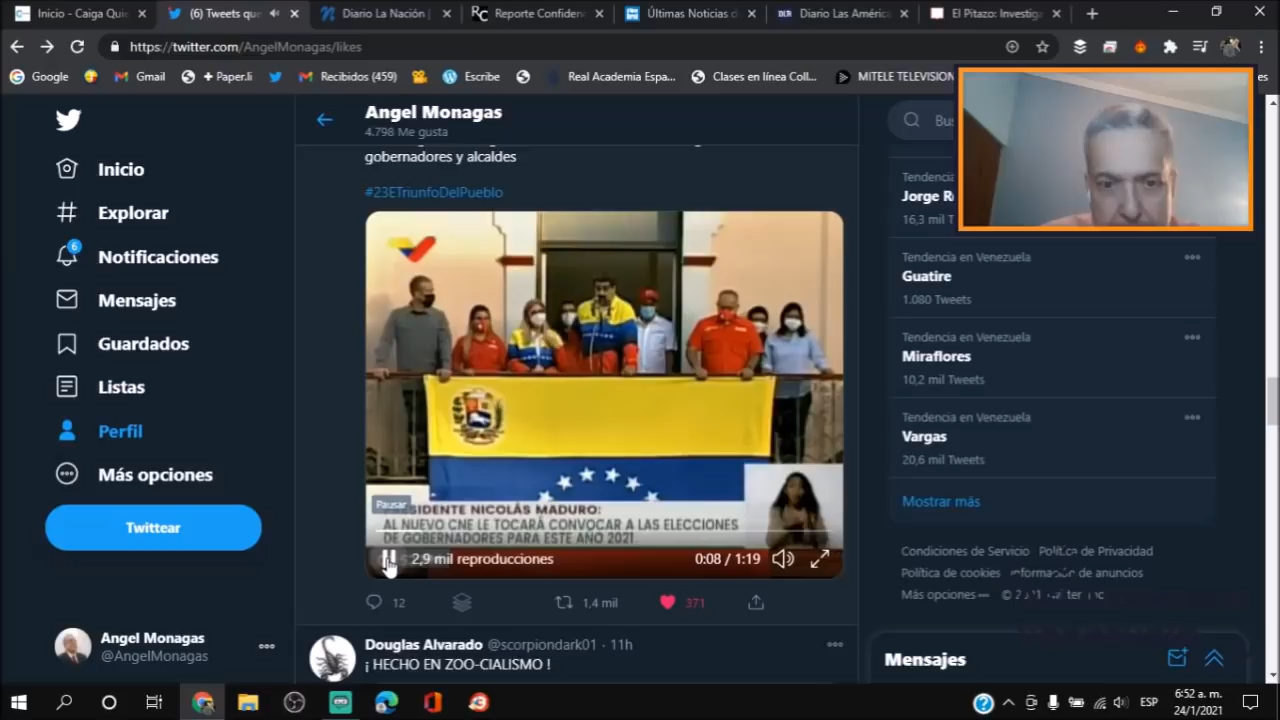 Inicio - Caiga Qui
(6) Tweets que
Diario La Nación |
Reporte Confiden
Últimas Noticias d
Diario Las América
El Pitazo: Investiga
https://twitter.com/AngelMonagas/likes
Google
Gmail
+ Paper.li
Recibidos (459)
Escribe
Real Academia Espa...
Clases en línea Coll...
MITELE TELEVISION
es
Inicio
Explorar
6
Notificaciones
Mensajes
Guardados
Listas
Perfil
Más opciones
Twittear
Angel Monagas
@AngelMonagas
Angel Monagas
4.798 Me gusta
gobernadores y alcaldes
#23ETriunfoDelPueblo
Pausar
SIDENTE NICOLÁS MADURO:
AL NUEVO CNE LE TOCARÁ CONVOCAR A LAS ELECCIONES
DE GOBERNADORES PARA ESTE AÑO 2021
2,9 mil reproducciones
0:08 / 1:19
12
1,4 mil
371
Douglas Alvarado @scorpiondark01 · 11h
¡ HECHO EN ZOO-CIALISMO !
Bus
Tendencia
Jorge R
16,3 mil T
Tendencia en Venezuela
Guatire
1.080 Tweets
Tendencia en Venezuela
Miraflores
10,2 mil Tweets
Tendencia en Venezuela
Vargas
20,6 mil Tweets
Mostrar más
Condiciones de Servicio Política de Privacidad
Política de cookies Información de anuncios
Más opciones
Mensajes
ESP
6:52 a. m.
24/1/2021